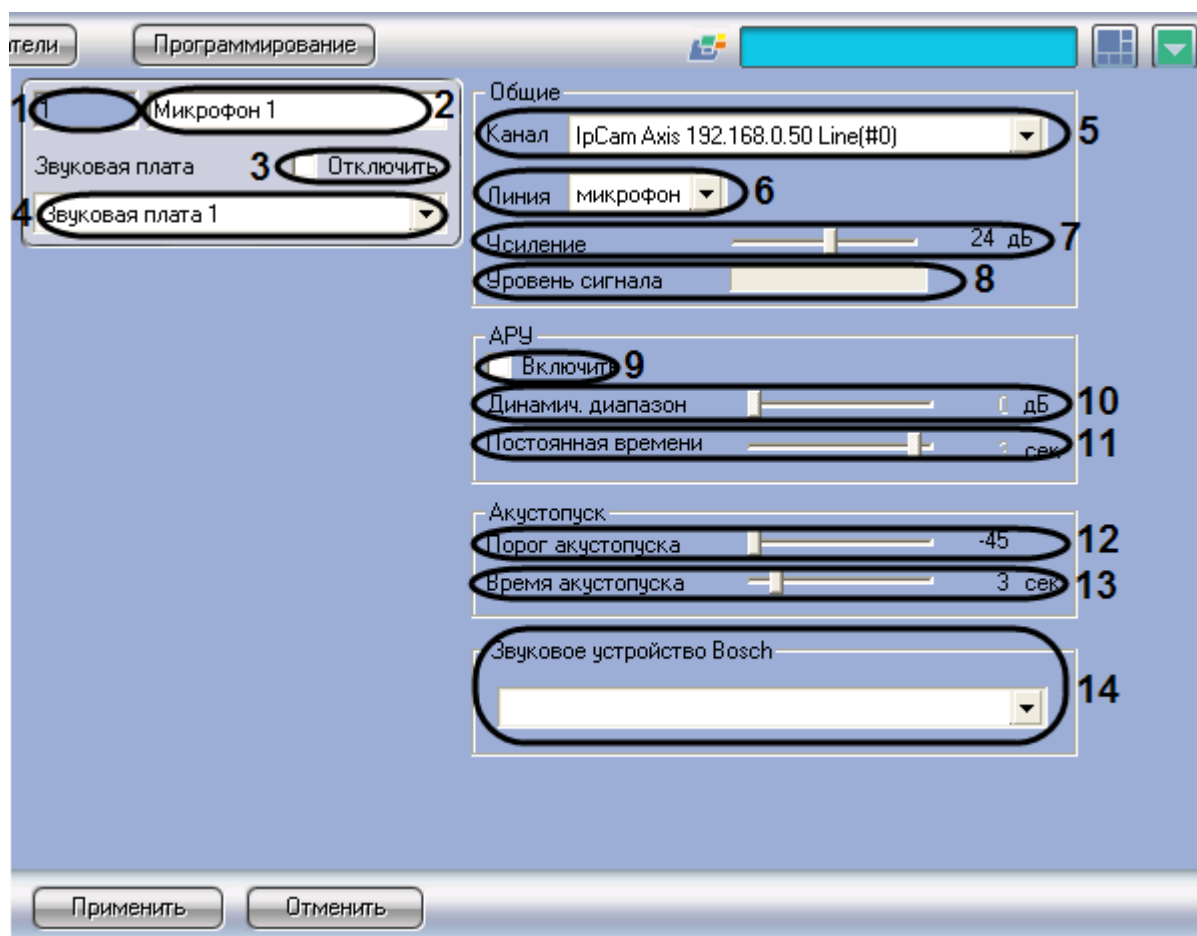 тели Программирование
1 1 Микрофон 1 2
Звуковая плата 3 Отключить
4 Звуковая плата 1
Общие
Канал IpCam Axis 192.168.0.50 Line(#0) 5
Линия микрофон 6
Усиление 24 дБ 7
Уровень сигнала 8
АРУ
Включить 9
Динамич. диапазон 0 дБ 10
Постоянная времени сек 11
Акустопуск
Порог акустопуска -45 12
Время акустопуска 3 сек 13
Звуковое устройство Bosch
14
Применить Отменить